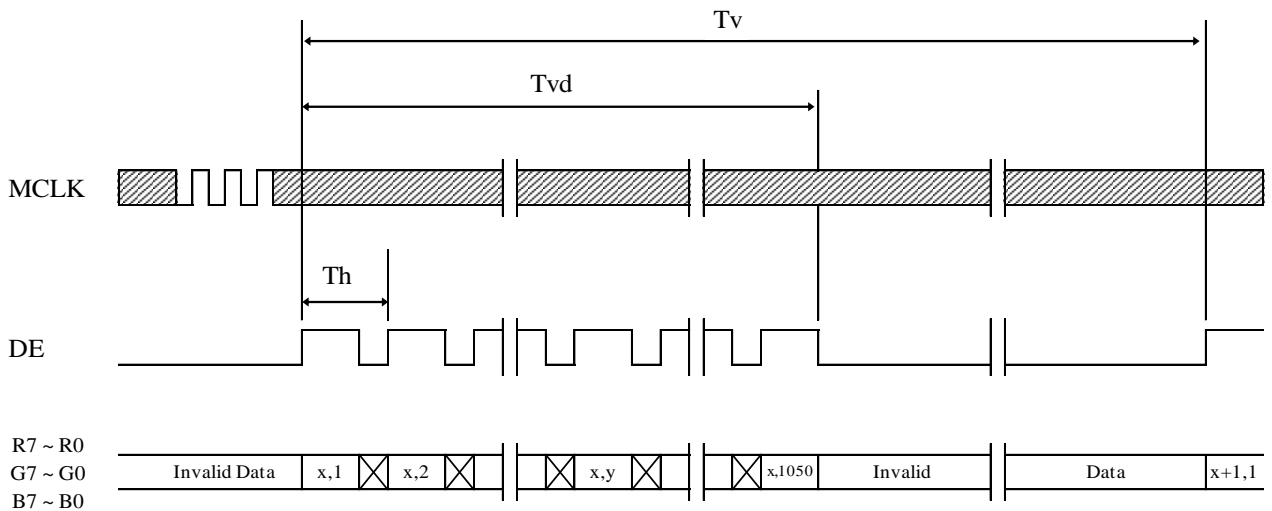 Tv
Tvd
MCLK
Th
DE
R7 ~ R0
G7 ~ G0
B7 ~ B0
Invalid Data
x,1
x,2
x,y
x,1050
Invalid
Data
x+1,1